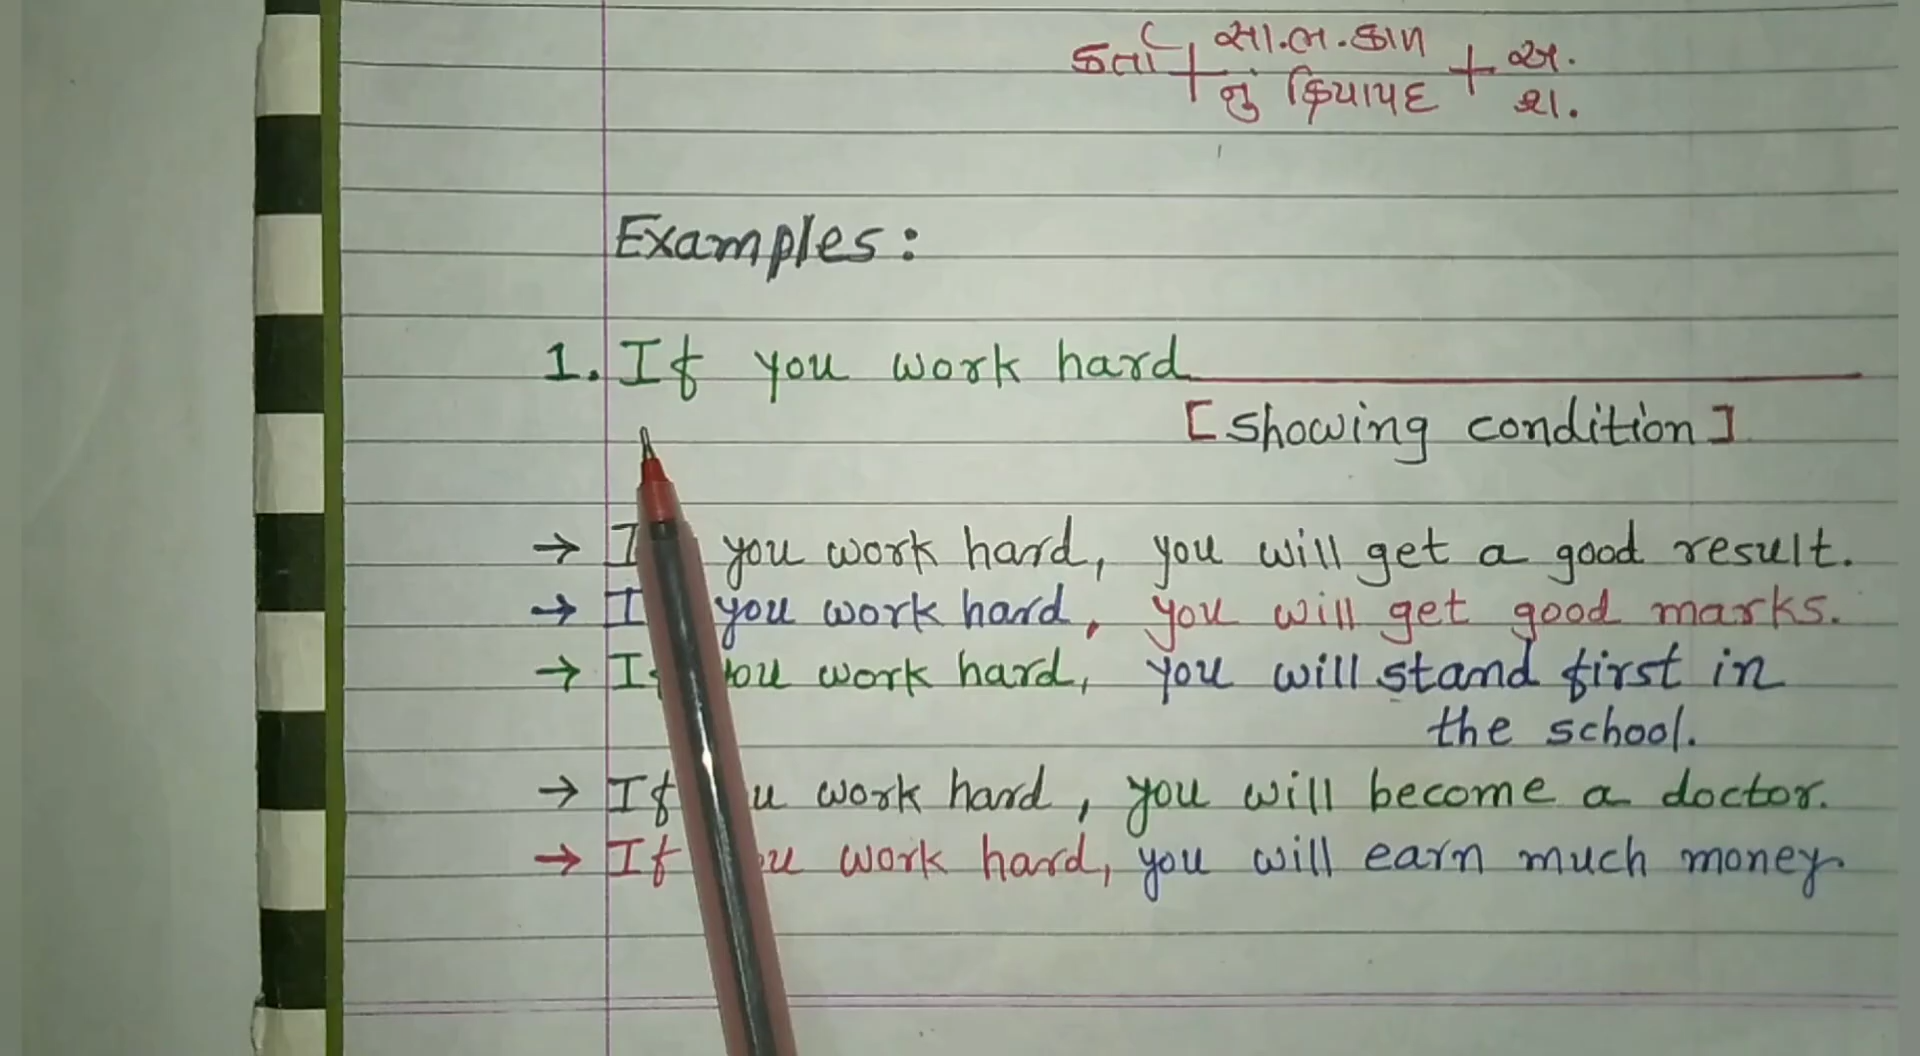 કર્તા + સા.ભ.કાળ + અ.
નું ક્રિયાપદ શ.
Examples:
1. If you work hard
[showing condition]
→ I you work hard, you will get a good result.
→ I you work hard, you will get good marks.
→ If you work hard, you will stand first in
the school.
→ If u work hard, you will become a doctor.
→ If ou work hard, you will earn much money.